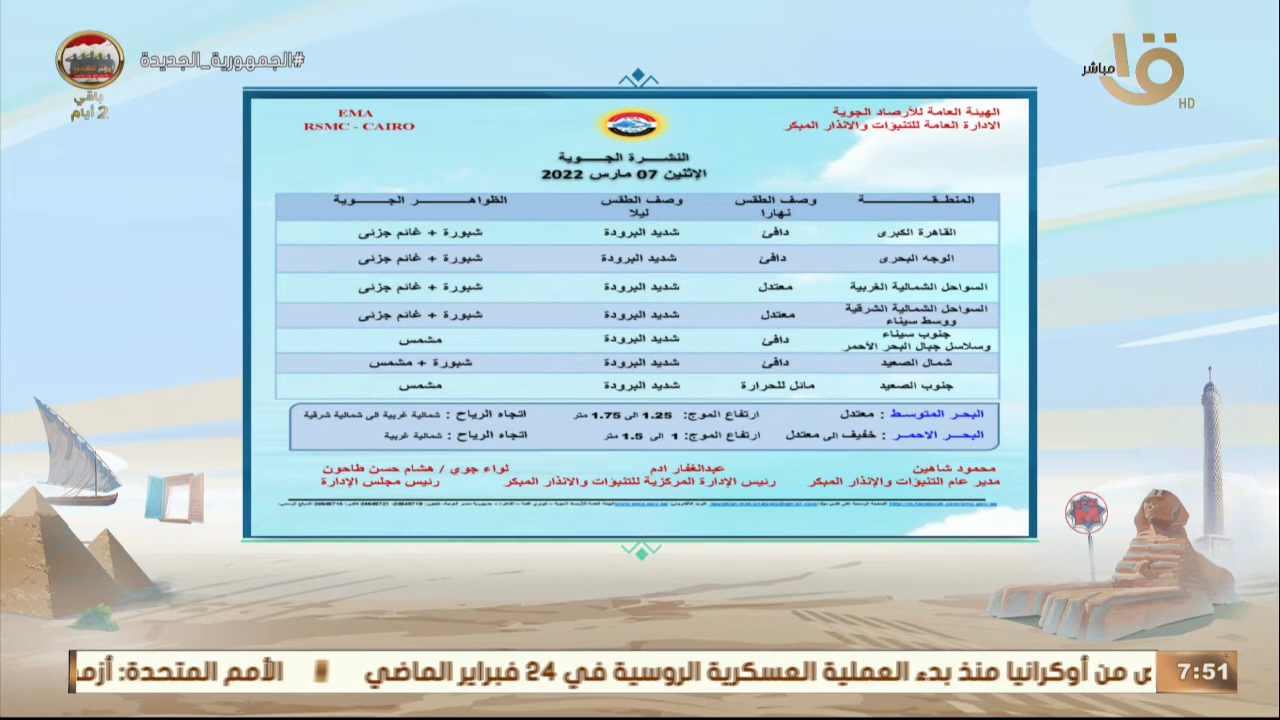 #الجمهورية_الجديدة
باقي
2 أيام
مباشر
HD
الهيئة العامة للأرصاد الجوية
الادارة العامة للتنبؤات والانذار المبكر
EMA
RSMC - CAIRO
النشـــرة الجـــوية
الإثنين 07 مارس 2022
المنطقـــــــة	وصف الطقس نهارا	وصف الطقس ليلا	الظواهـــر الجـــوية
القاهرة الكبرى	دافئ	شديد البرودة	شبورة + غائم جزئى
الوجه البحرى	دافئ	شديد البرودة	شبورة + غائم جزئى
السواحل الشمالية الغربية	معتدل	شديد البرودة	شبورة + غائم جزئى
السواحل الشمالية الشرقية ووسط سيناء	معتدل	شديد البرودة	شبورة + غائم جزئى
جنوب سيناء وسلاسل جبال البحر الأحمر	دافئ	شديد البرودة	مشمس
شمال الصعيد	دافئ	شديد البرودة	شبورة + مشمس
جنوب الصعيد	مائل للحرارة	شديد البرودة	مشمس
البحر المتوسط : معتدل	ارتفاع الموج: 1.25 الى 1.75 متر	اتجاه الرياح : شمالية غربية الى شمالية شرقية
البحـــر الاحمـــر : خفيف الى معتدل	ارتفاع الموج: 1 الى 1.5 متر	اتجاه الرياح : شمالية غربية
محمود شاهين	عبدالغفار ادم	لواء جوي / هشام حسن طاحون
مدير عام التنبؤات والإنذار المبكر	رئيس الإدارة المركزية للتنبؤات والانذار المبكر	رئيس مجلس الإدارة
7:51
من أوكرانيا منذ بدء العملية العسكرية الروسية في 24 فبراير الماضي	الأمم المتحدة: